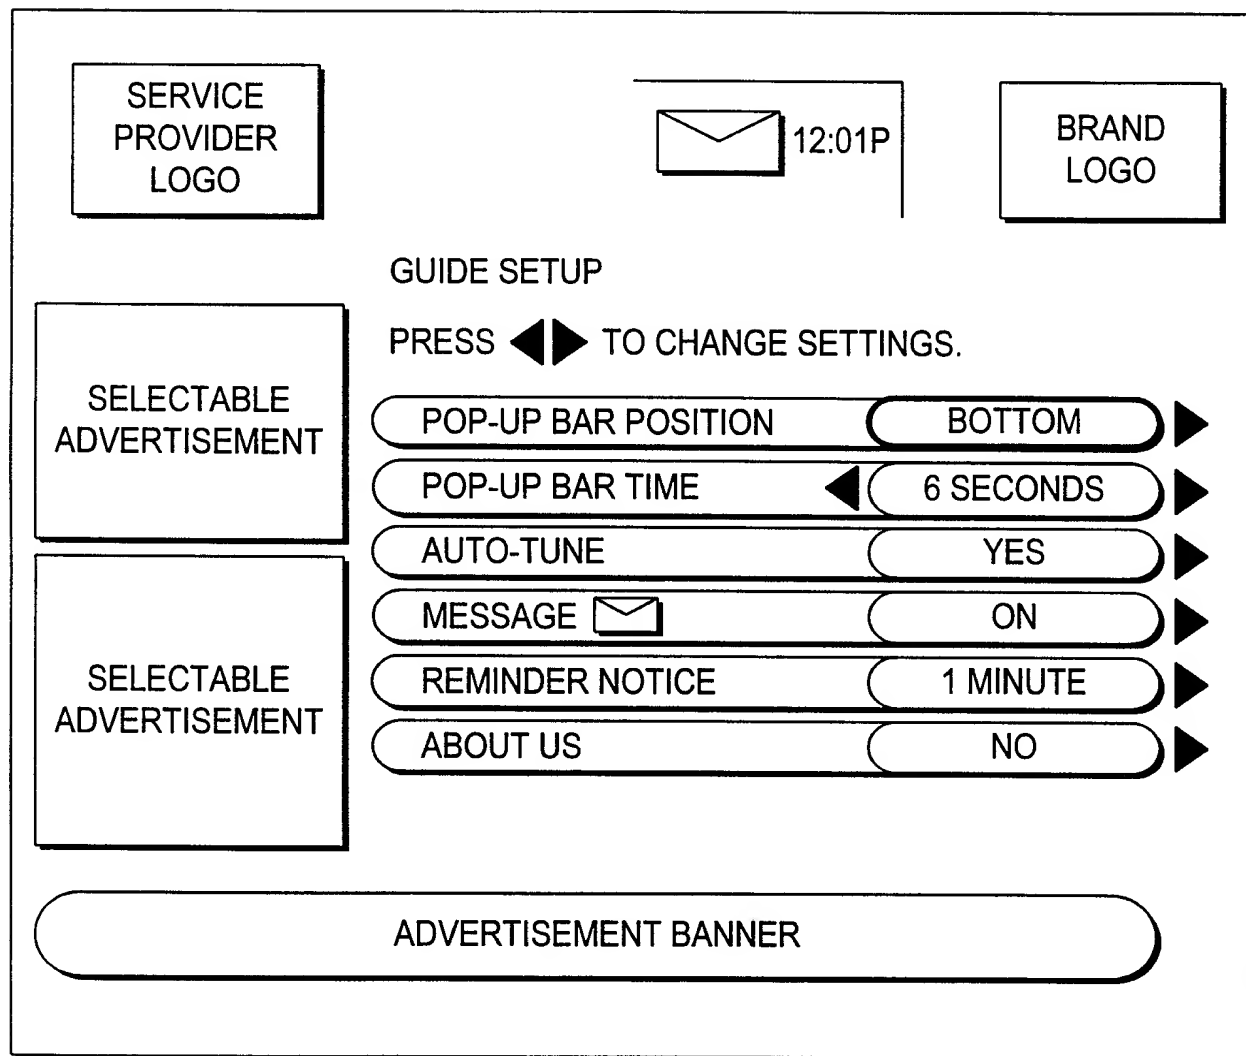 SERVICE
PROVIDER
LOGO
12:01P
BRAND
LOGO
GUIDE SETUP
PRESS ◀▶ TO CHANGE SETTINGS.
SELECTABLE
ADVERTISEMENT
POP-UP BAR POSITION BOTTOM
POP-UP BAR TIME 6 SECONDS
AUTO-TUNE YES
MESSAGE ON
REMINDER NOTICE 1 MINUTE
ABOUT US NO
SELECTABLE
ADVERTISEMENT
ADVERTISEMENT BANNER